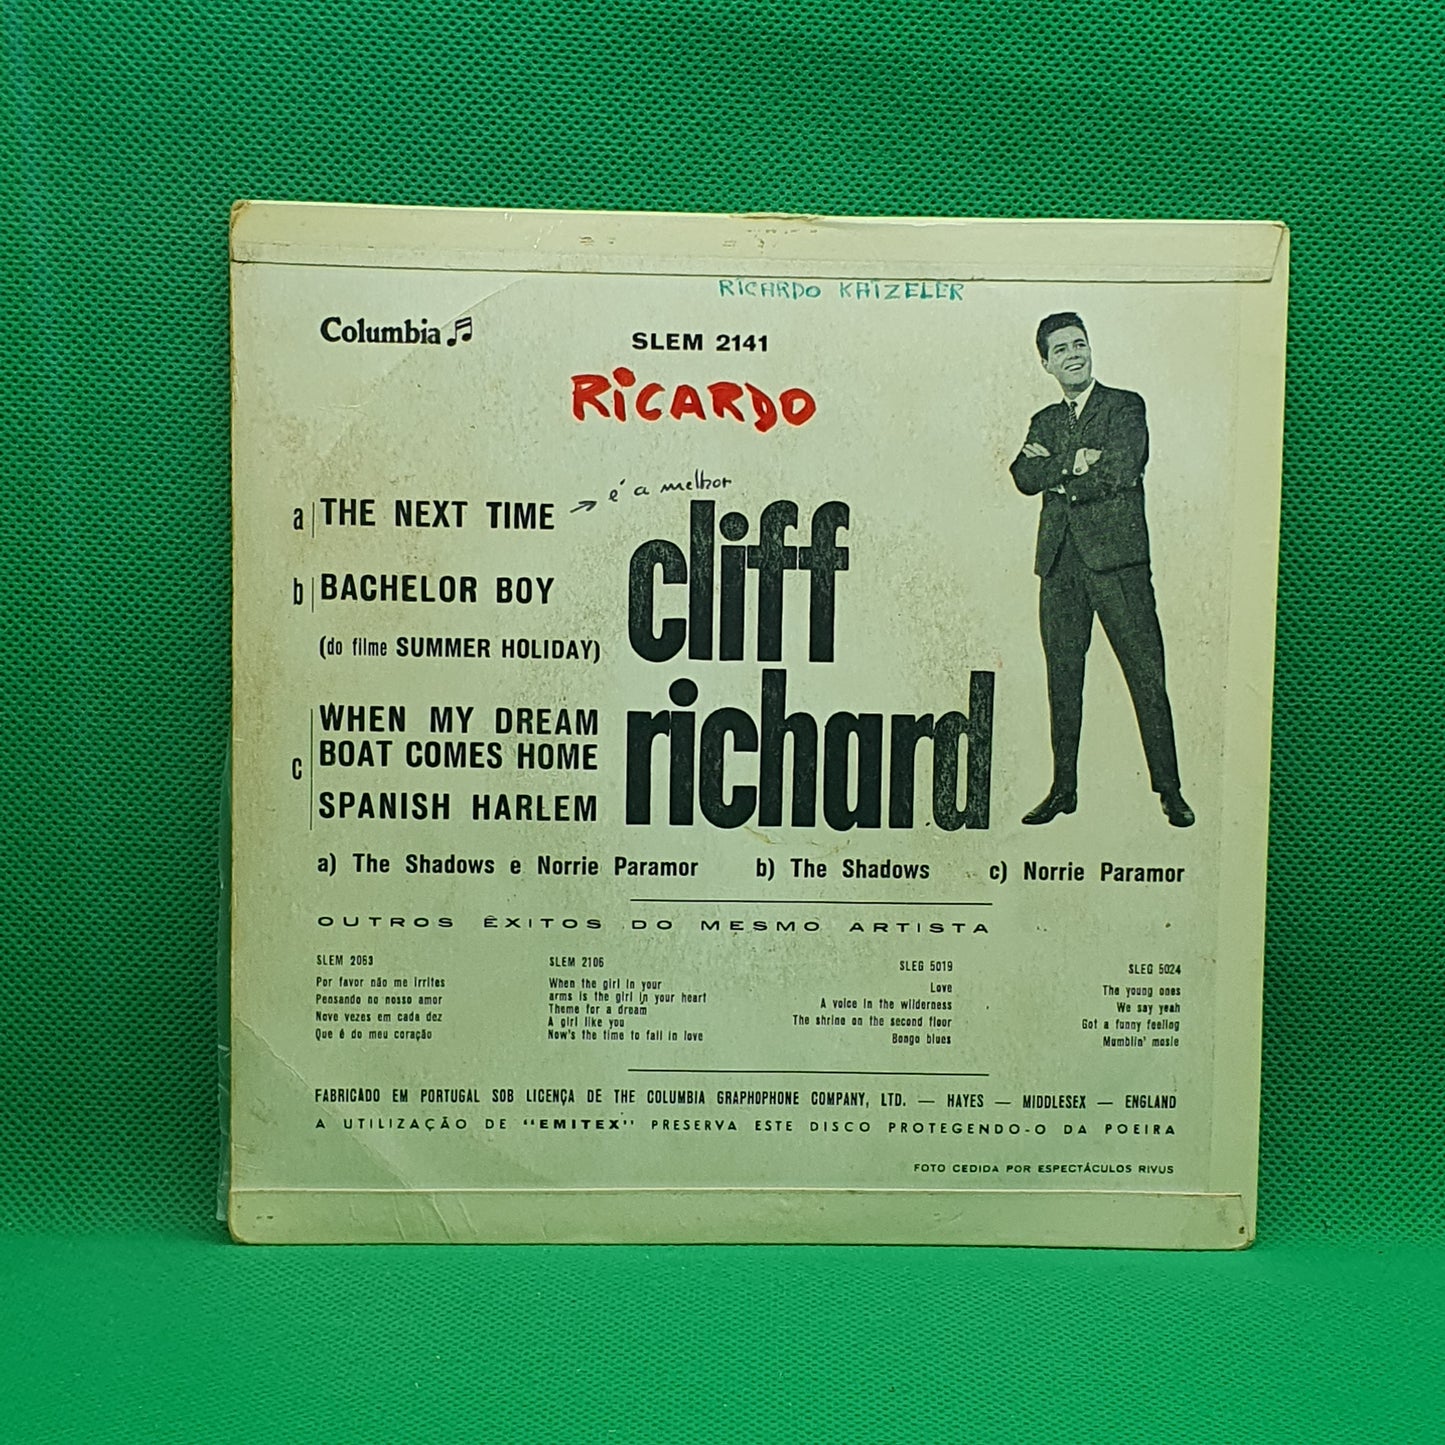 RICARDO KAIZELER
Columbia
SLEM 2141
RICARDO
a THE NEXT TIME → é a melhor
b BACHELOR BOY
(do filme SUMMER HOLIDAY)
c
WHEN MY DREAM
BOAT COMES HOME
SPANISH HARLEM
cliff
richard
a) The Shadows e Norrie Paramor b) The Shadows c) Norrie Paramor
OUTROS ÊXITOS DO MESMO ARTISTA
SLEM 2063
Por favor não me irrites
Pensando no nosso amor
Nove vezes em cada dez
Que é do meu coração
SLEM 2106
When the girl in your
arms is the girl in your heart
Theme for a dream
A girl like you
Now's the time to fall in love
SLEG 5019
Love
A voice in the wilderness
The shrine on the second floor
Bongo blues
SLEG 5024
The young ones
We say yeah
Got a funny feeling
Mumblin' mosie
FABRICADO EM PORTUGAL SOB LICENÇA DE THE COLUMBIA GRAPHOPHONE COMPANY, LTD. — HAYES — MIDDLESEX — ENGLAND
A UTILIZAÇÃO DE "EMITEX" PRESERVA ESTE DISCO PROTEGENDO-O DA POEIRA
FOTO CEDIDA POR ESPECTÁCULOS RIVUS